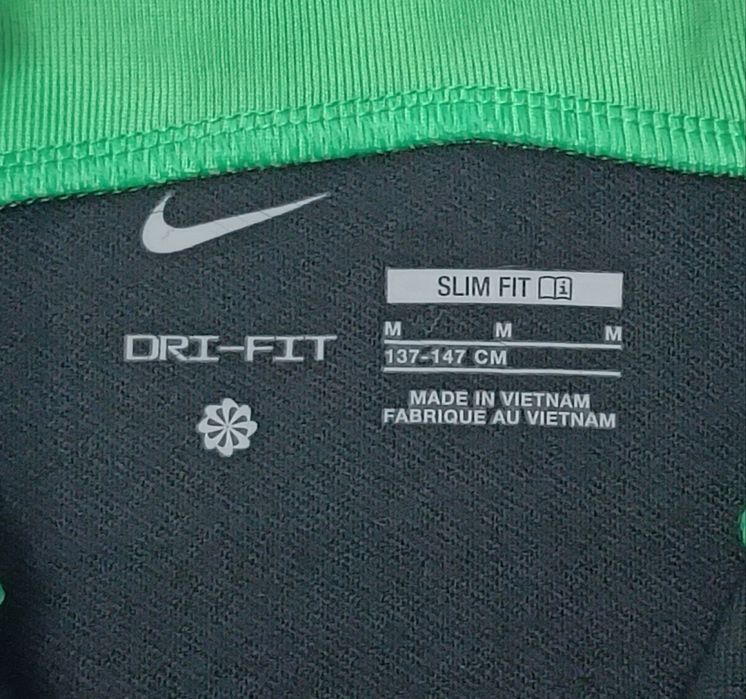 DRI-FIT
SLIM FIT
M M M
137-147 CM
MADE IN VIETNAM
FABRIQUE AU VIETNAM